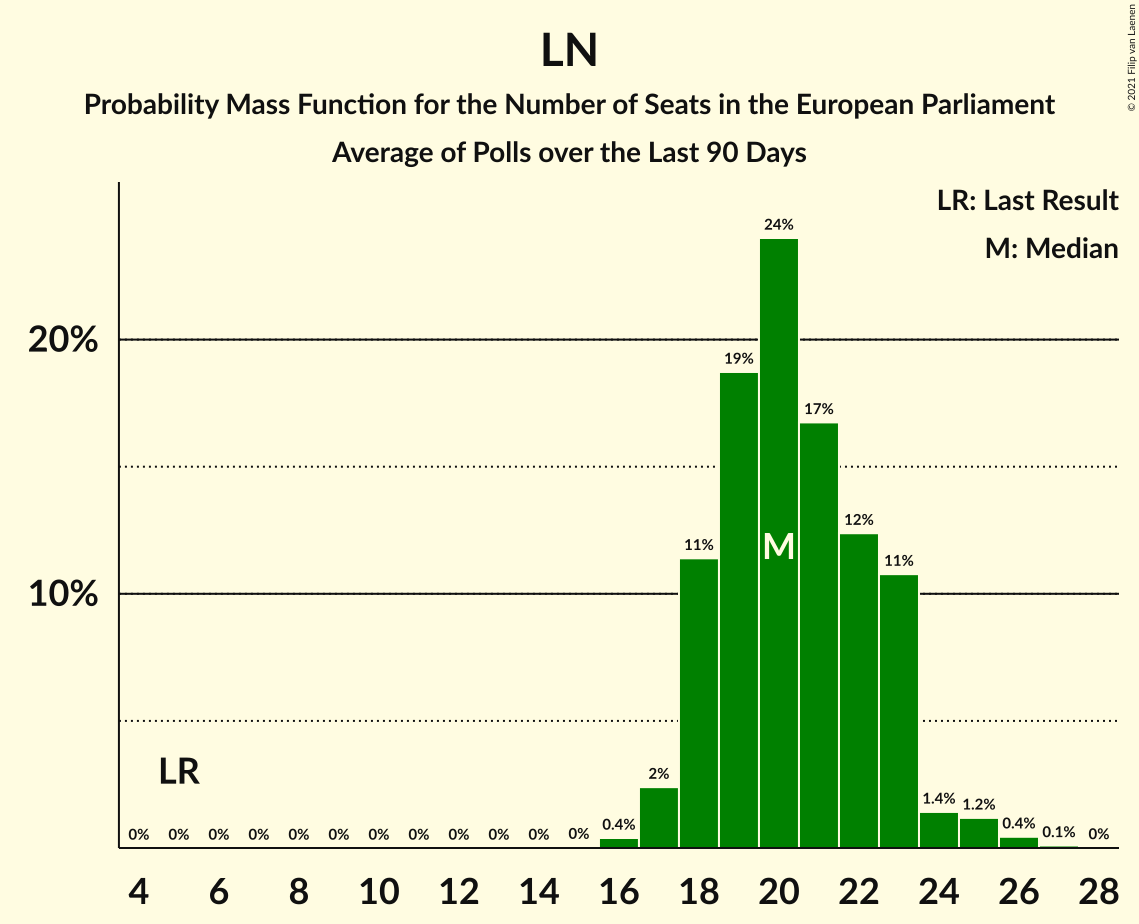 LN
Probability Mass Function for the Number of Seats in the European Parliament
Average of Polls over the Last 90 Days
© 2021 Filip van Laenen
LR: Last Result
M: Median
24%
20%
19%
17%
12%
11%
11%
M
10%
LR
2%
1.4%
1.2%
0% 0% 0% 0% 0% 0% 0% 0% 0% 0% 0% 0% 0.4% 0.4% 0.1% 0%
4 6 8 10 12 14 16 18 20 22 24 26 28